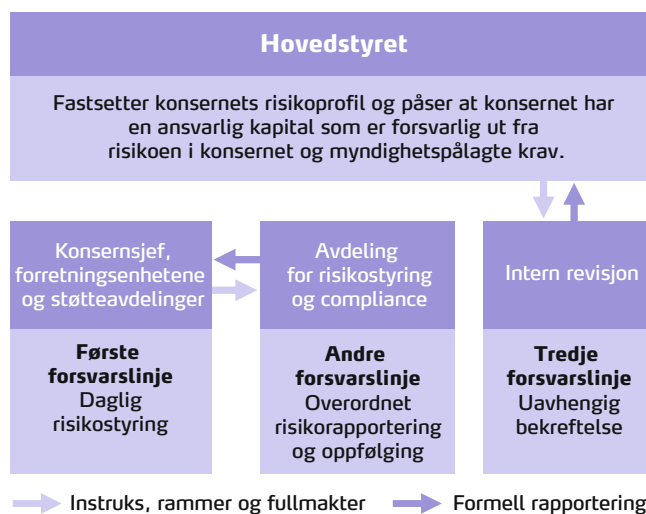 Hovedstyret
Fastsetter konsernets risikoprofil og påser at konsernet har
en ansvarlig kapital som er forsvarlig ut fra
risikoen i konsernet og myndighetspålagte krav.
Konsernsjef,
forretningsenhetene
og støtteavdelinger
Første
forsvarslinje
Daglig
risikostyring
Avdeling
for risikostyring
og compliance
Andre
forsvarslinje
Overordnet
risikorapportering
og oppfølging
Intern revisjon
Tredje
forsvarslinje
Uavhengig
bekreftelse
Instruks, rammer og fullmakter
Formell rapportering